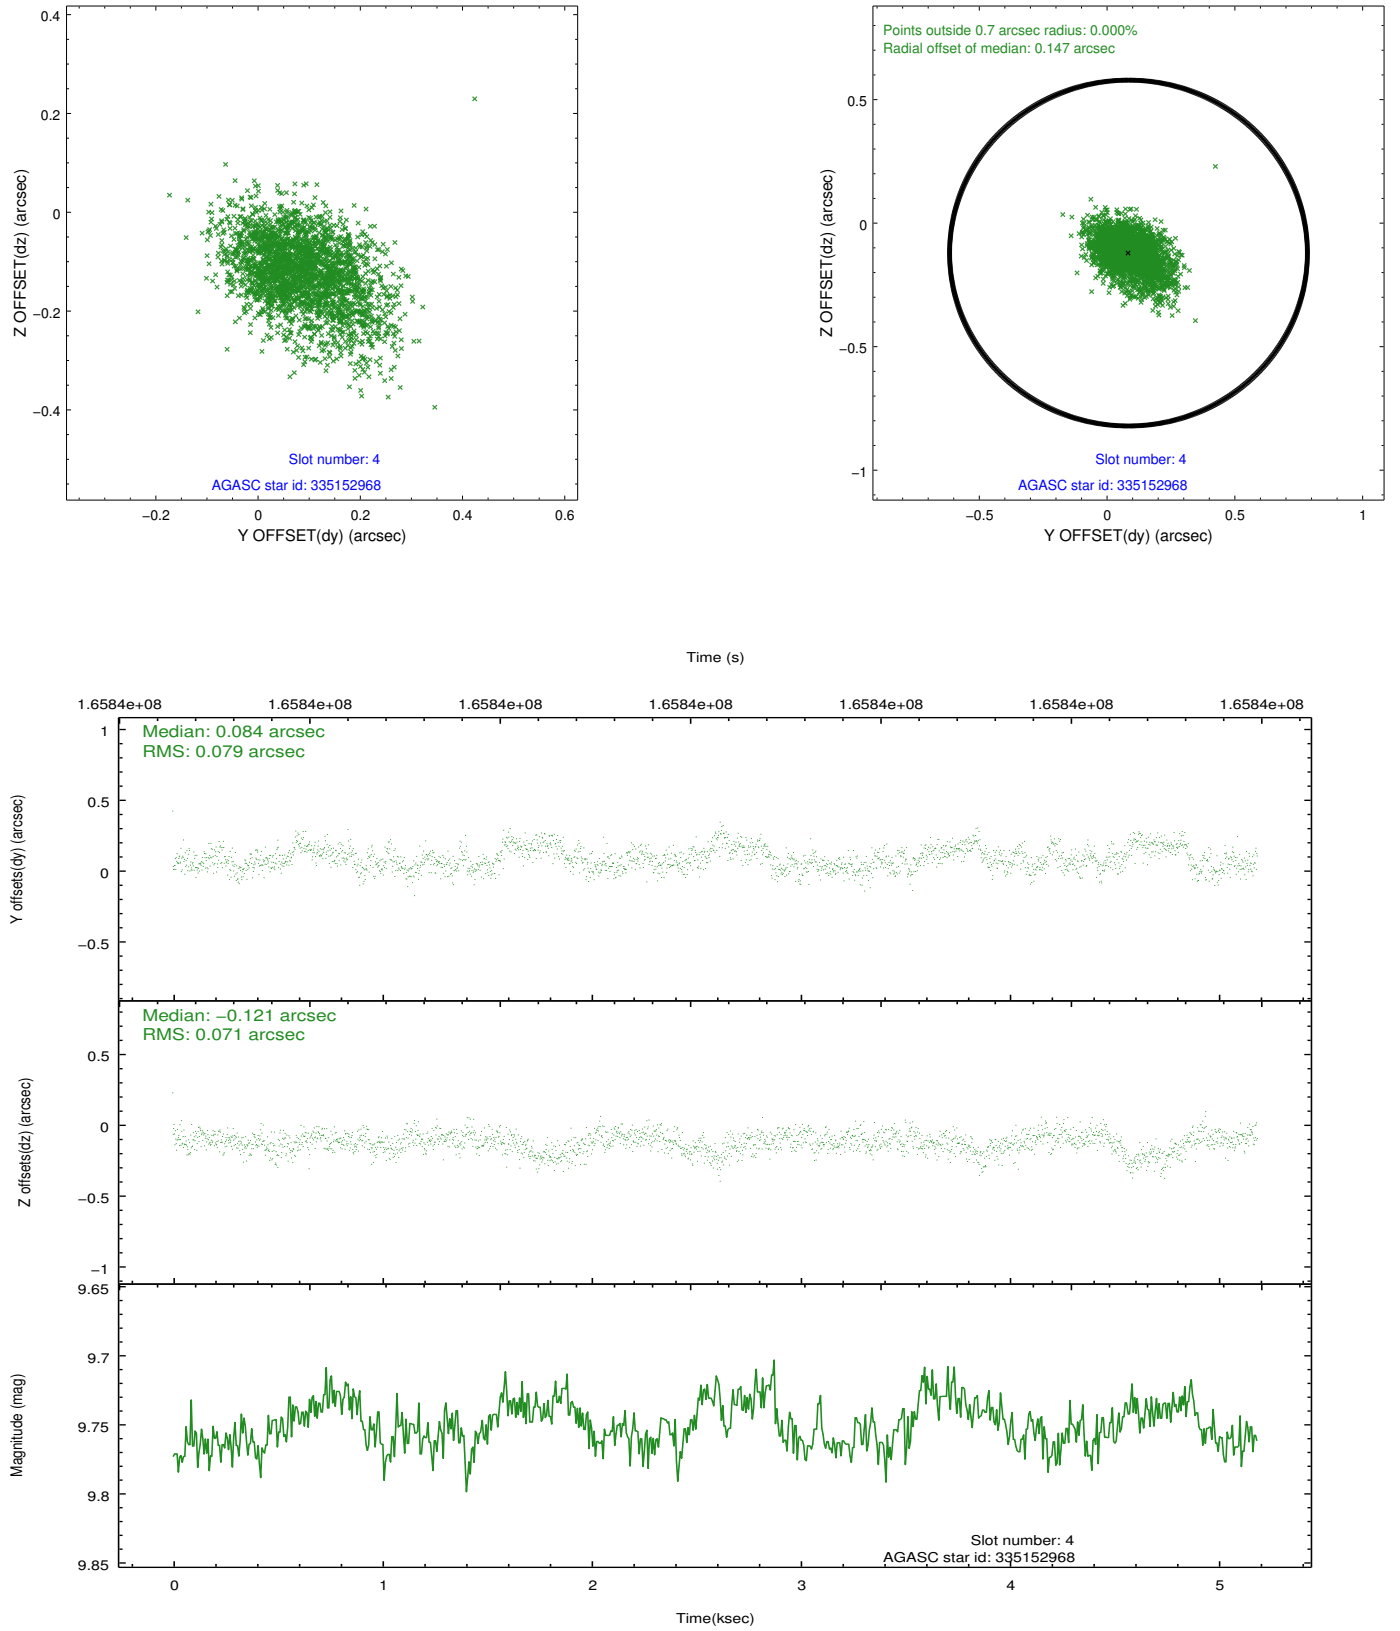 0.4
0.2
0
−0.2
−0.4
Z OFFSET(dz) (arcsec)
Slot number: 4
AGASC star id: 335152968
−0.2 0 0.2 0.4 0.6
Y OFFSET(dy) (arcsec)
Points outside 0.7 arcsec radius: 0.000%
Radial offset of median: 0.147 arcsec
0.5
0
−0.5
−1
Z OFFSET(dz) (arcsec)
Slot number: 4
AGASC star id: 335152968
−0.5 0 0.5 1
Y OFFSET(dy) (arcsec)
Time (s)
1.6584e+08 1.6584e+08 1.6584e+08 1.6584e+08 1.6584e+08 1.6584e+08 1.6584e+08
Median: 0.084 arcsec
RMS: 0.079 arcsec
1
0.5
0
−0.5
Y offsets(dy) (arcsec)
Median: −0.121 arcsec
RMS: 0.071 arcsec
0.5
0
−0.5
−1
Z offsets(dz) (arcsec)
9.65
9.7
9.75
9.8
9.85
Magnitude (mag)
Slot number: 4
AGASC star id: 335152968
0 1 2 3 4 5
Time(ksec)